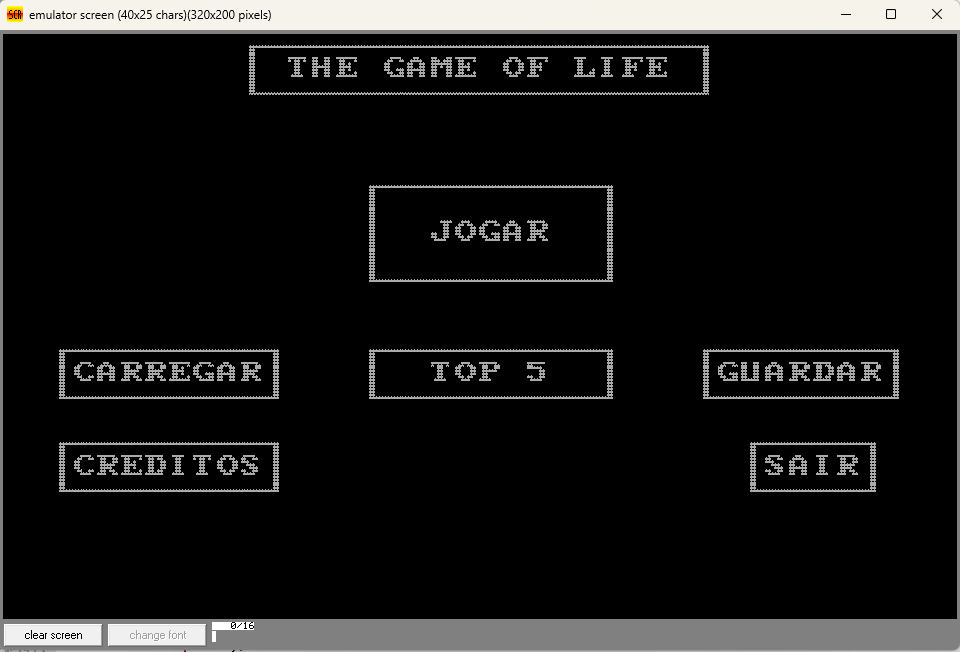 SCR
emulator screen (40x25 chars)(320x200 pixels)
THE GAME OF LIFE
JOGAR
CARREGAR
TOP 5
GUARDAR
CREDITOS
SAIR
clear screen
change font
0/16